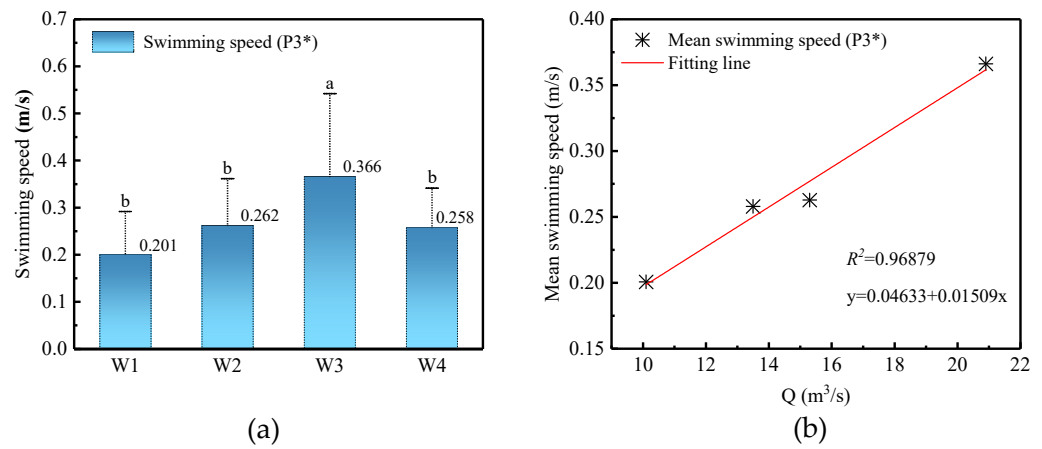 Swimming speed (P3*)
Swimming speed (m/s)
0.7
0.6
0.5
0.4
0.3
0.2
0.1
0.0
b
0.201
b
0.262
a
0.366
b
0.258
W1
W2
W3
W4
(a)
Mean swimming speed (P3*)
Fitting line
Mean swimming speed (m/s)
0.40
0.35
0.30
0.25
0.20
0.15
R²=0.96879
y=0.04633+0.01509x
10
12
14
16
18
20
22
Q (m³/s)
(b)